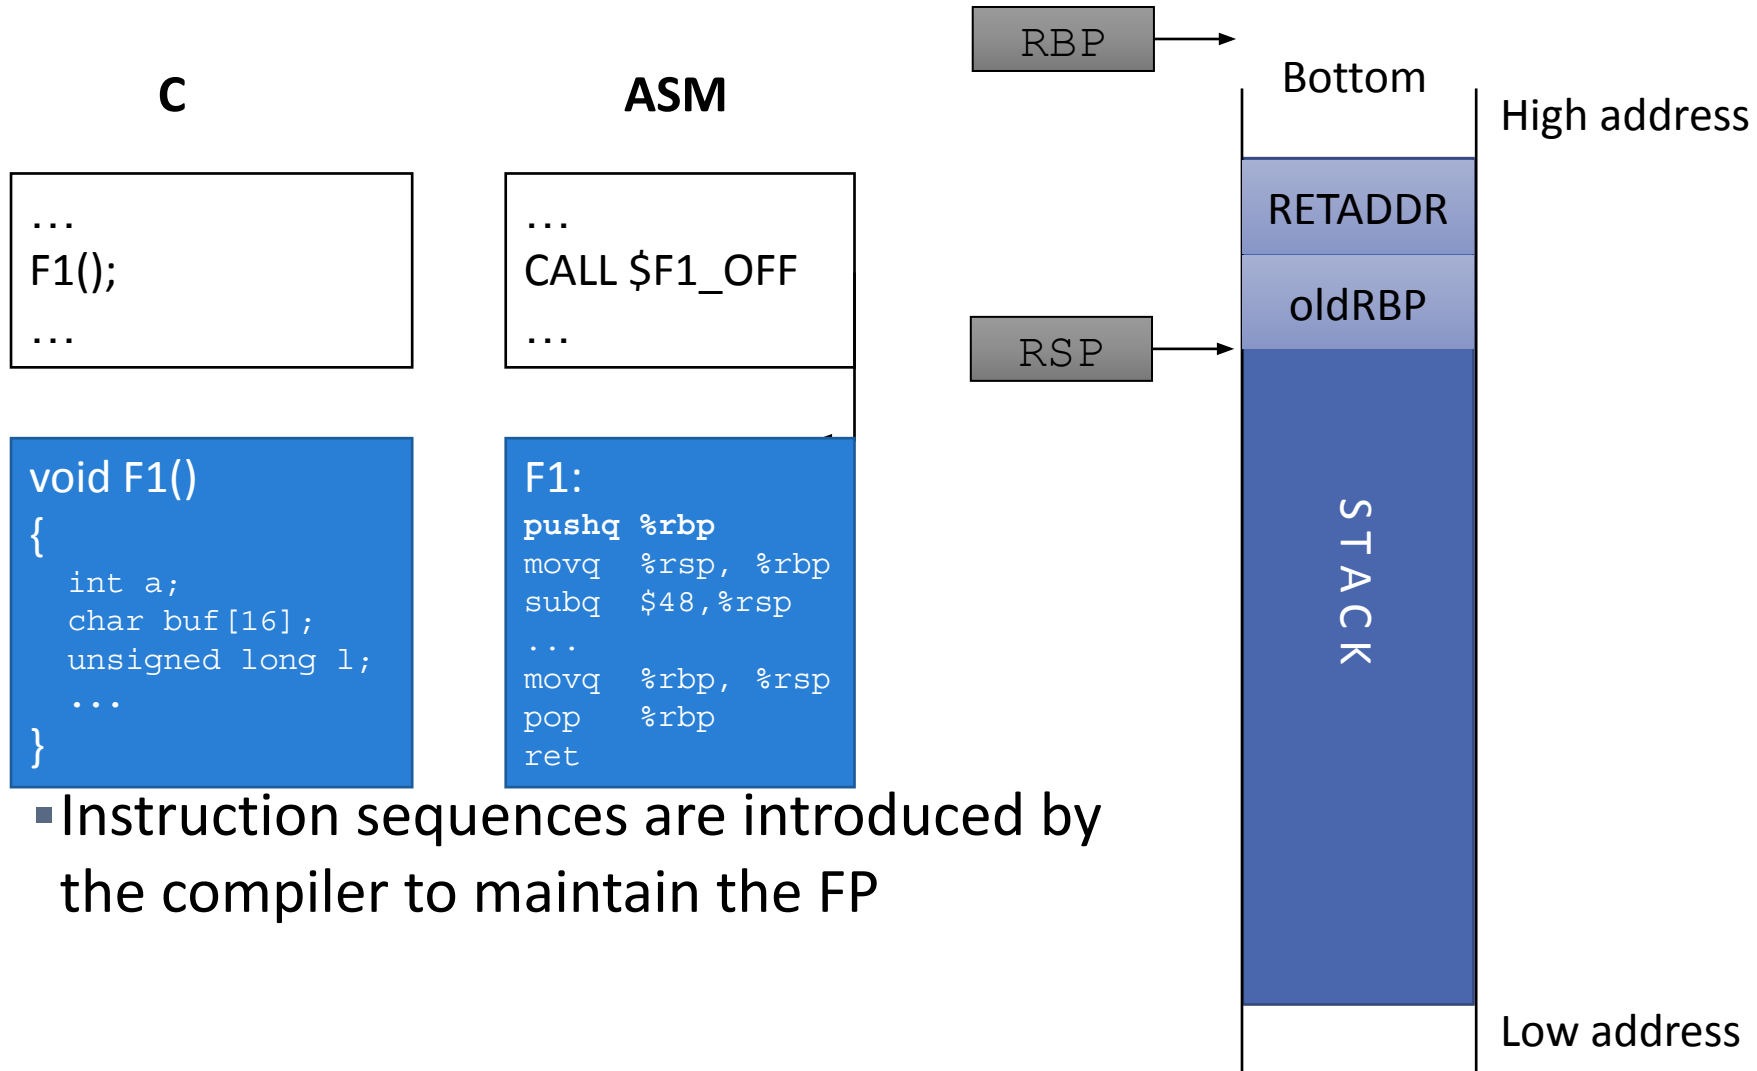 C
…
F1();
…
void F1()
{
int a;
char buf[16];
unsigned long l;
...
}
ASM
…
CALL $F1_OFF
…
F1:
pushq %rbp
movq %rsp, %rbp
subq $48,%rsp
...
movq %rbp, %rsp
pop %rbp
ret
▪Instruction sequences are introduced by
the compiler to maintain the FP
RBP
RSP
Bottom
High address
RETADDR
oldRBP
STACK
Low address